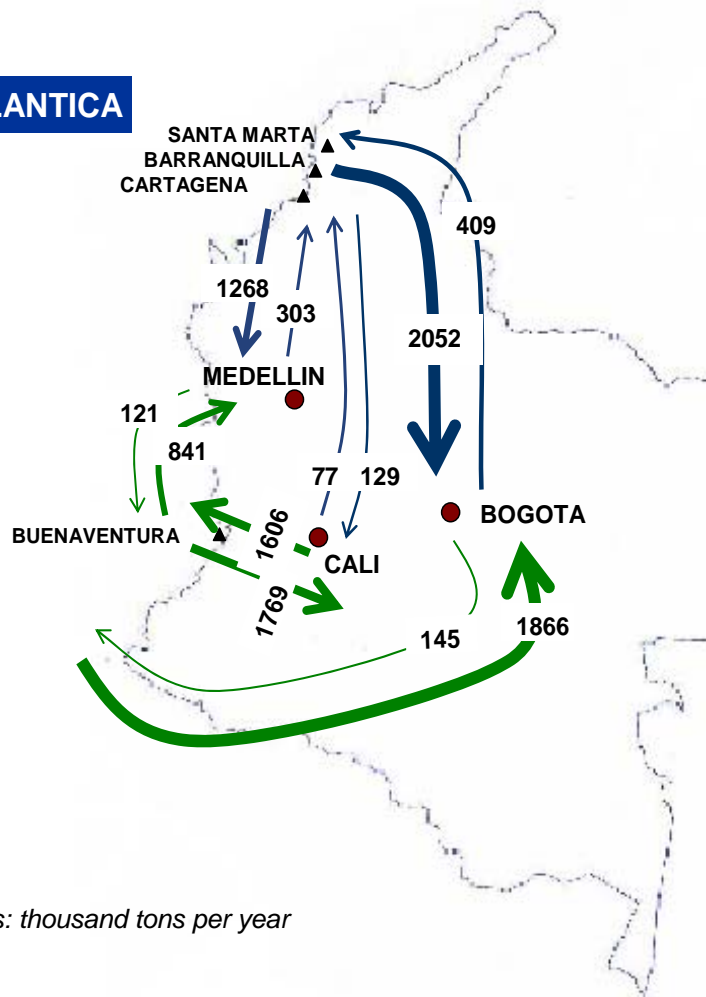 LANTICA
SANTA MARTA
BARRANQUILLA
CARTAGENA
409
1268
303
2052
MEDELLIN
121
841
77
129
BUENAVENTURA
1606
BOGOTA
CALI
1769
145
1866
s: thousand tons per year